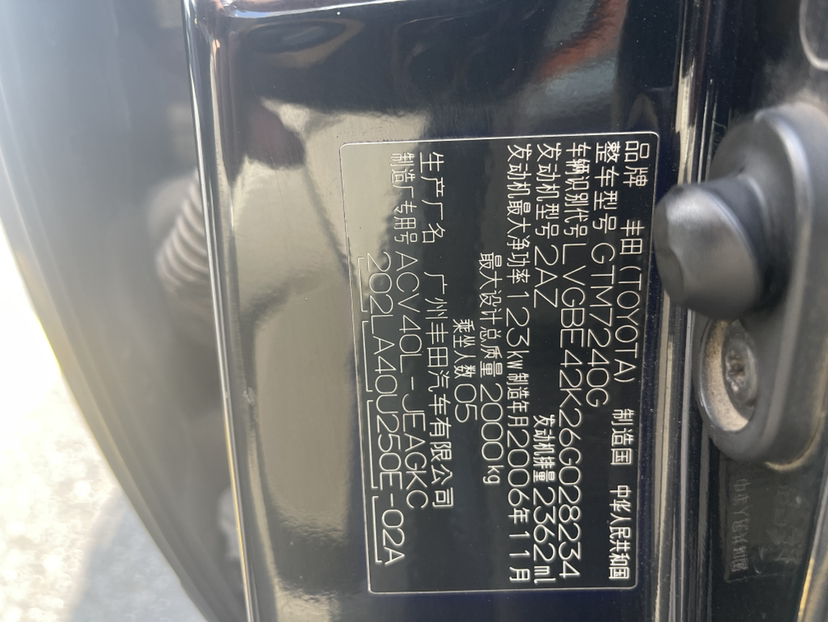 品牌 丰田(TOYOTA) 制造国 中华人民共和国
整车型号 GTM7240G
车辆识别代号 LVGBE42K26G028234
发动机型号 2AZ 发动机排量 2362ml
发动机最大净功率 123kw 制造年月 2006年11月
最大设计总质量 2000kg
乘坐人数 05
生产厂名 广州丰田汽车有限公司
制造厂专用号 ACV40L-JEAGKC
202LA40U250E-02A